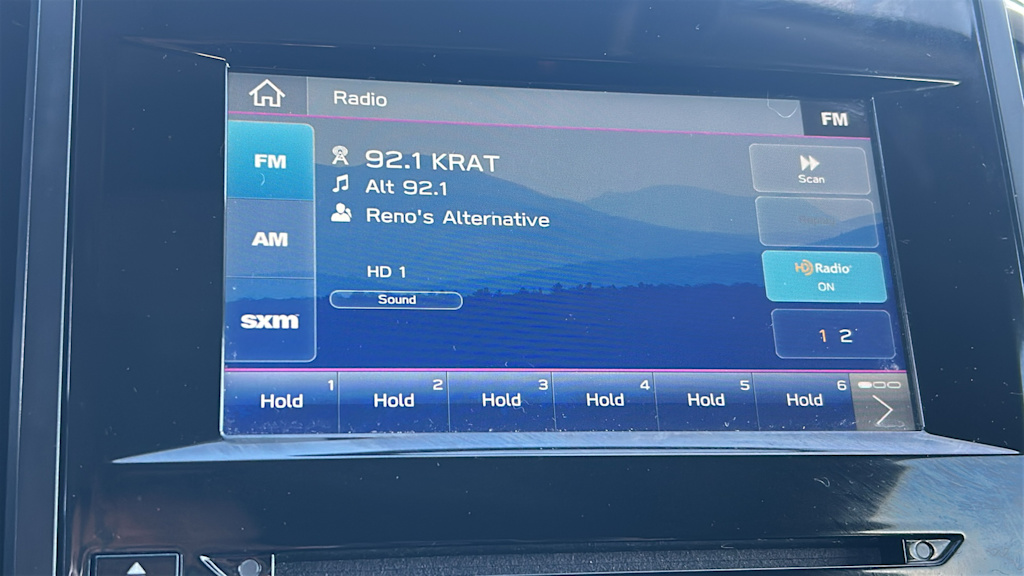 Radio
FM
FM
AM
sxm
92.1 KRAT
Alt 92.1
Reno's Alternative
HD 1
Sound
Scan
HD Radio
ON
1 2
1
Hold
2
Hold
3
Hold
4
Hold
5
Hold
6
Hold